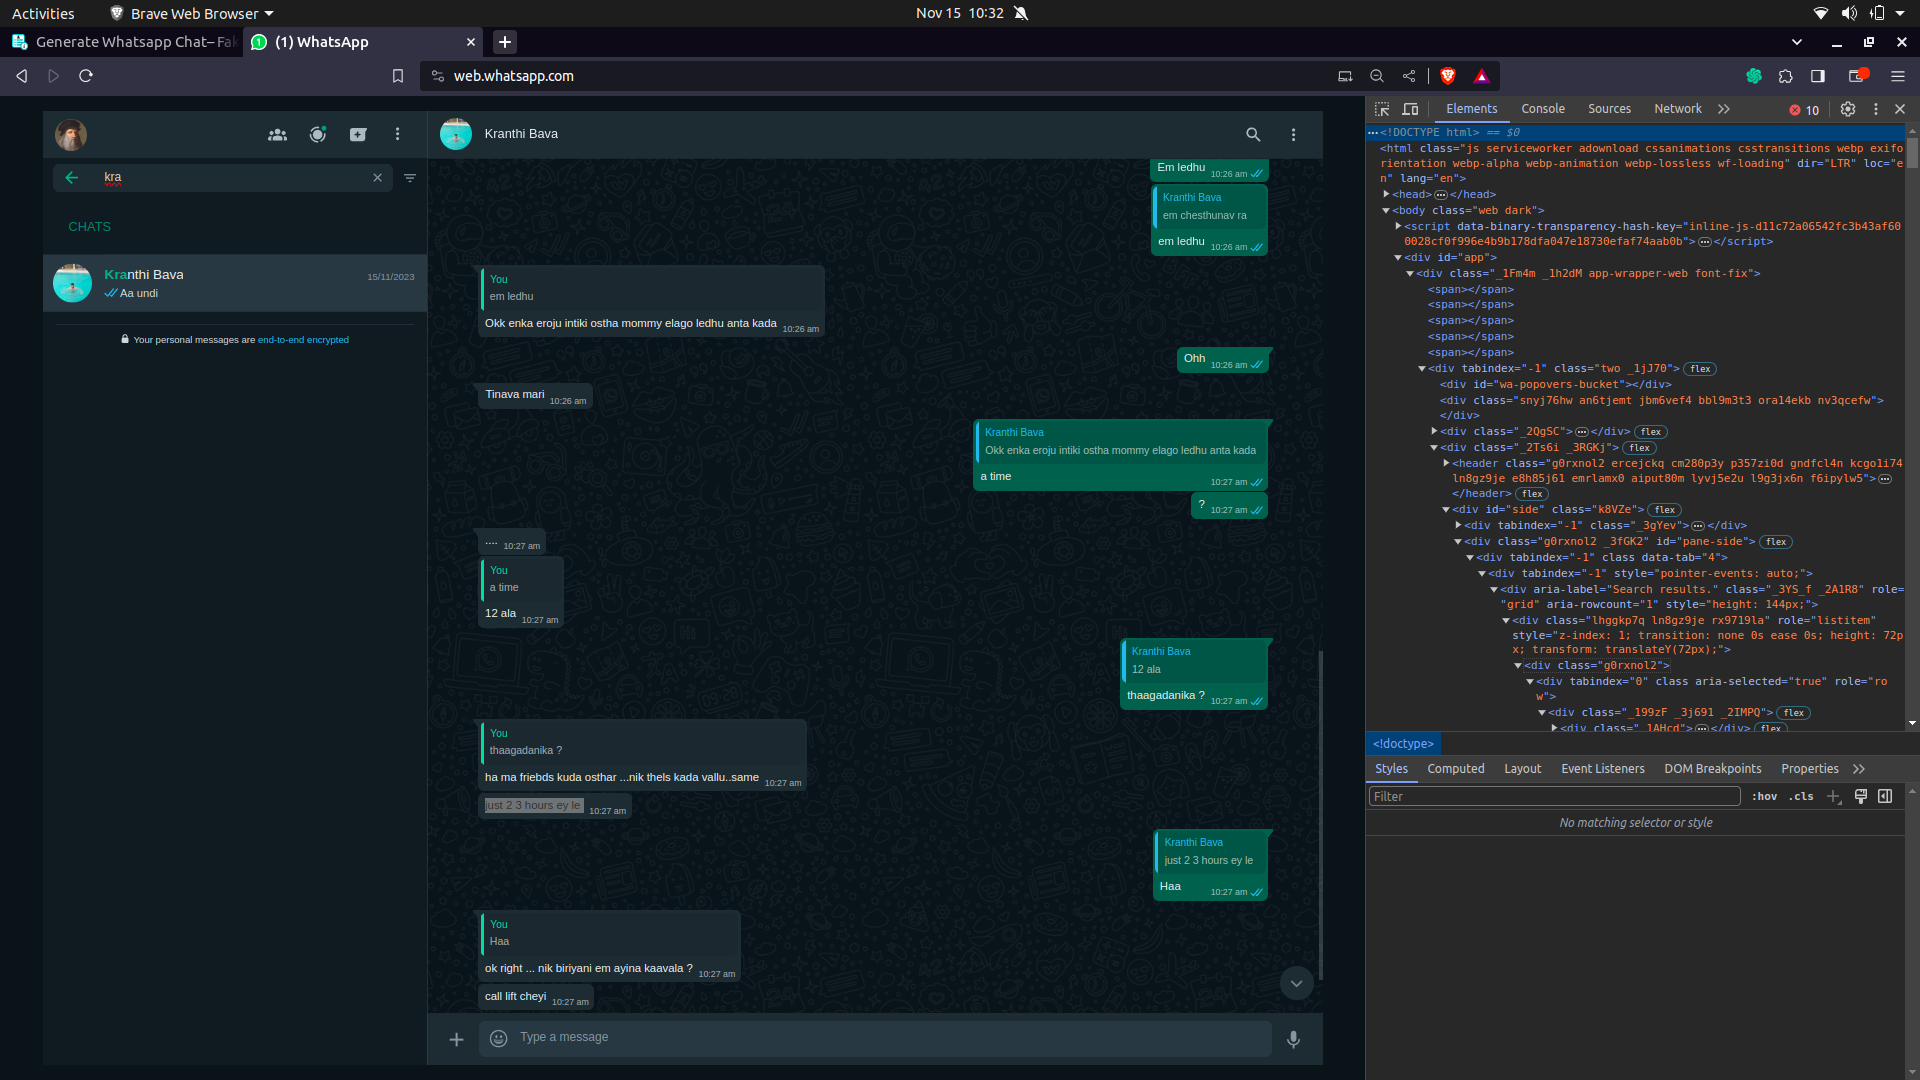 Activities
Brave Web Browser
Nov 15 10:32
Generate Whatsapp Chat– Fak
(1) WhatsApp
web.whatsapp.com
kra
CHATS
Kranthi Bava
15/11/2023
Aa undi
Your personal messages are end-to-end encrypted
Kranthi Bava
Em ledhu 10:26 am
Kranthi Bava
em chesthunav ra
em ledhu 10:26 am
You
em ledhu
Okk enka eroju intiki ostha mommy elago ledhu anta kada 10:26 am
Ohh 10:26 am
Tinava mari 10:26 am
Kranthi Bava
Okk enka eroju intiki ostha mommy elago ledhu anta kada
a time 10:27 am
? 10:27 am
.... 10:27 am
You
a time
12 ala 10:27 am
Kranthi Bava
12 ala
thaagadanika ? 10:27 am
You
thaagadanika ?
ha ma friebds kuda osthar ...nik thels kada vallu..same 10:27 am
just 2 3 hours ey le 10:27 am
Kranthi Bava
just 2 3 hours ey le
Haa 10:27 am
You
Haa
ok right ... nik biriyani em ayina kaavala ? 10:27 am
call lift cheyi 10:27 am
Type a message
Elements Console Sources Network 10
<!DOCTYPE html> == $0
<html class="js serviceworker adownload cssanimations csstransitions webp exifo
rientation webp-alpha webp-animation webp-lossless wf-loading" dir="LTR" loc="e
n" lang="en">
<head>…</head>
<body class="web dark">
<script data-binary-transparency-hash-key="inline-js-d11c72a06542fc3b43af60
0028cf0f996e4b9b178dfa047e18730efaf74aab0b">…</script>
<div id="app">
<div class="_1Fm4m _1h2dM app-wrapper-web font-fix">
<span></span>
<span></span>
<span></span>
<span></span>
<span></span>
<div tabindex="-1" class="two _1jJ70"> flex
<div id="wa-popovers-bucket"></div>
<div class="snyj76hw an6tjemt jbm6vef4 bbl9m3t3 ora14ekb nv3qcefw">
</div>
<div class="_2QgSC">…</div> flex
<div class="_2Ts6i _3RGKj"> flex
<header class="g0rxnol2 ercejckq cm280p3y p357zi0d gndfcl4n kcgo1i74
ln8gz9je e8h85j61 emrlamx0 aiput80m lyvj5e2u l9g3jx6n f6ipylw5">…
</header> flex
<div id="side" class="k8VZe"> flex
<div tabindex="-1" class="_3gYev">…</div>
<div class="g0rxnol2 _3fGK2" id="pane-side"> flex
<div tabindex="-1" class data-tab="4">
<div tabindex="-1" style="pointer-events: auto;">
<div aria-label="Search results." class="_3YS_f _2A1R8" role=
"grid" aria-rowcount="1" style="height: 144px;">
<div class="lhggkp7q ln8gz9je rx9719la" role="listitem"
style="z-index: 1; transition: none 0s ease 0s; height: 72p
x; transform: translateY(72px);">
<div class="g0rxnol2">
<div tabindex="0" class aria-selected="true" role="ro
w">
<div class="_199zF _3j691 _2IMPQ"> flex
<div class="_1AHcd">…</div> flex
<!doctype>
Styles Computed Layout Event Listeners DOM Breakpoints Properties
Filter :hov .cls
No matching selector or style